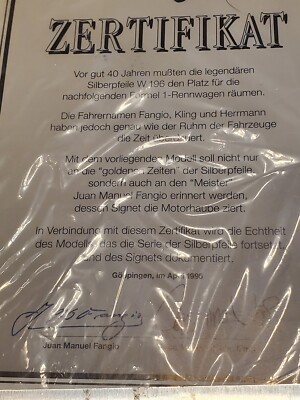 ZERTIFIKAT
Vor gut 40 Jahren mußten die legendären
Silberpfeile W 196 den Platz für die
nachfolgenden Formel 1-Rennwagen räumen.
Die Fahrernamen Fangio, Kling und Herrmann
haben jedoch genau wie der Ruhm der Fahrzeuge
die Zeit überdauert.
Mit dem vorliegenden Modell soll nicht nur
an die "goldenen Zeiten" der Silberpfeile,
sondern auch an den "Meister"
Juan Manuel Fangio erinnert werden,
dessen Signet die Motorhaube ziert.
In Verbindung mit diesem Zertifikat wird die Echtheit
des Modells, das die Serie der Silberpfeile fortsetzt,
und des Signets dokumentiert.
Göppingen, im April 1995
Juan Manuel Fangio